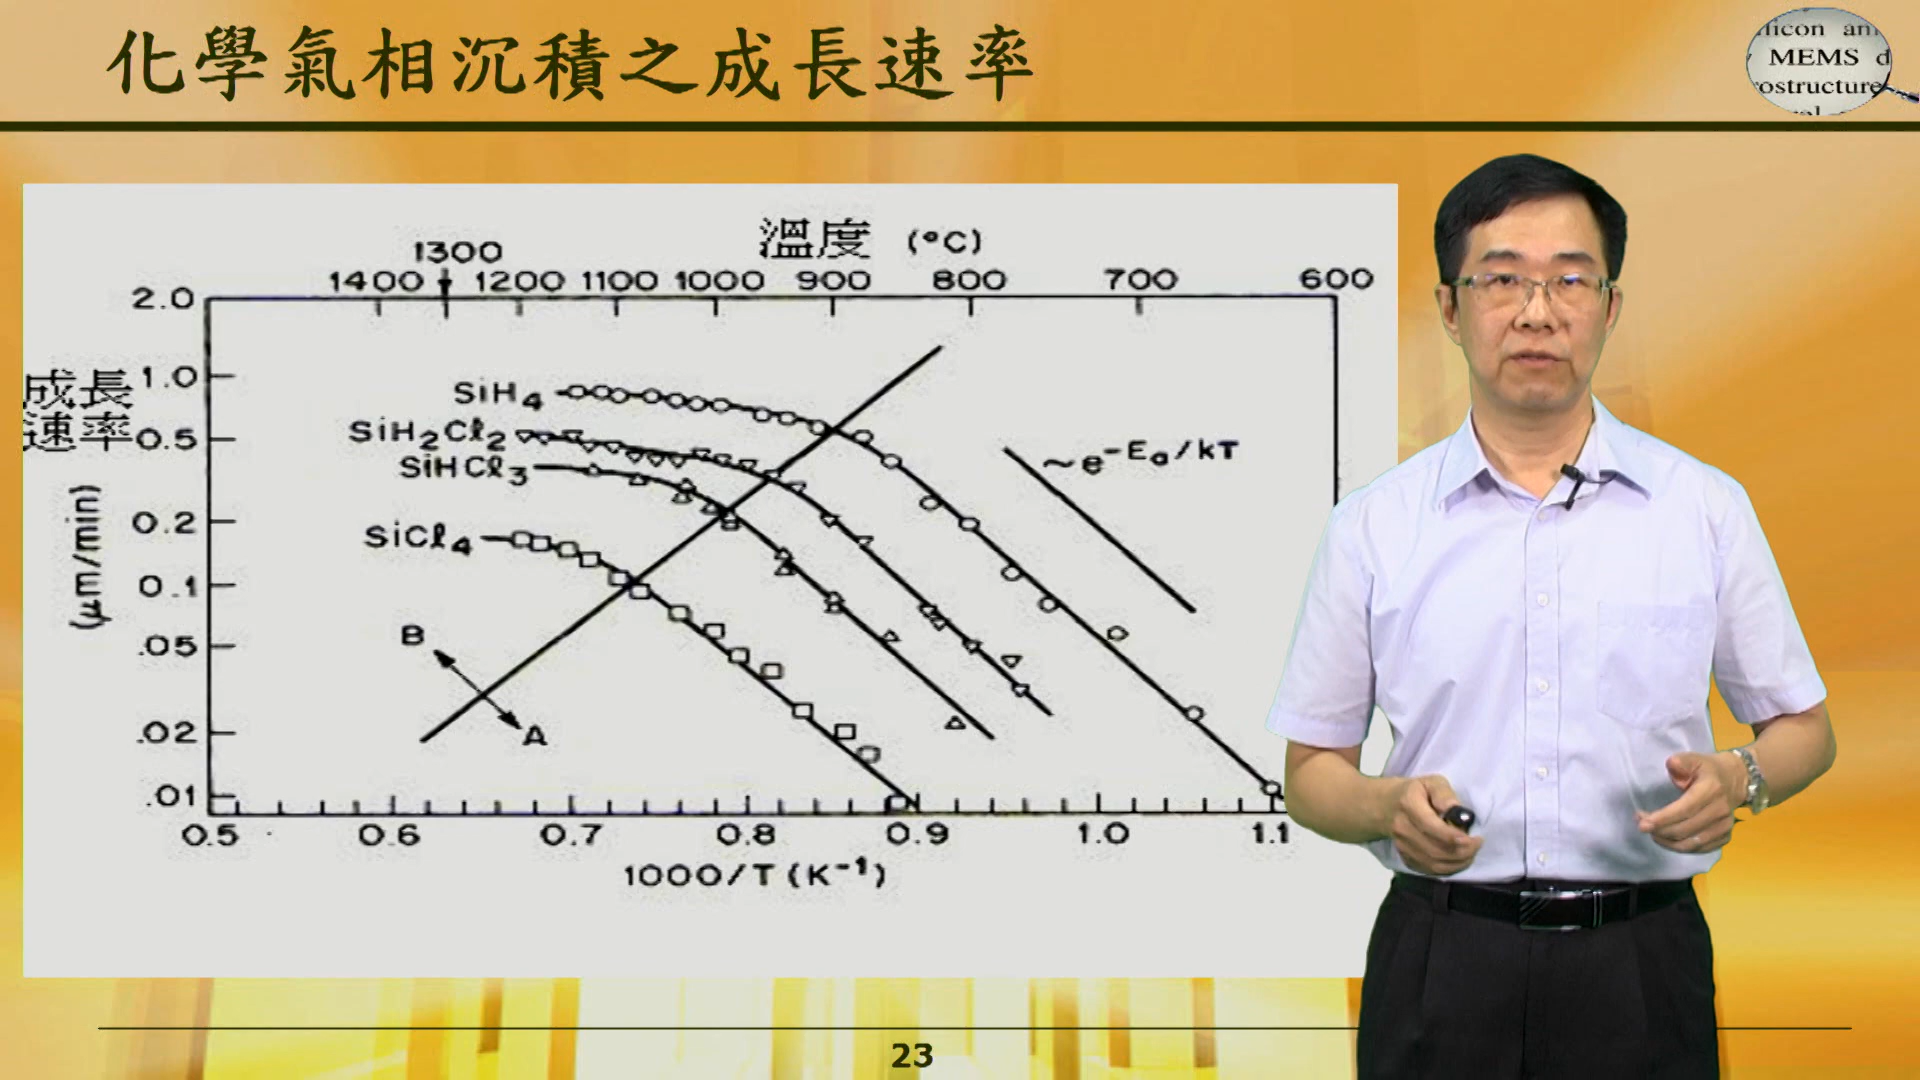 化學氣相沉積之成長速率
licon an
MEMS d
ostructure
溫度 (°C)
1300
1400 1200 1100 1000 900 800 700 600
成長
速率
(μm/min)
2.0
1.0
0.5
0.2
0.1
.05
.02
.01
SiH4
SiH2Cl2
SiHCl3
SiCl4
~e-Ea/kT
B
A
0.5 0.6 0.7 0.8 0.9 1.0 1.1
1000/T (K-1)
23